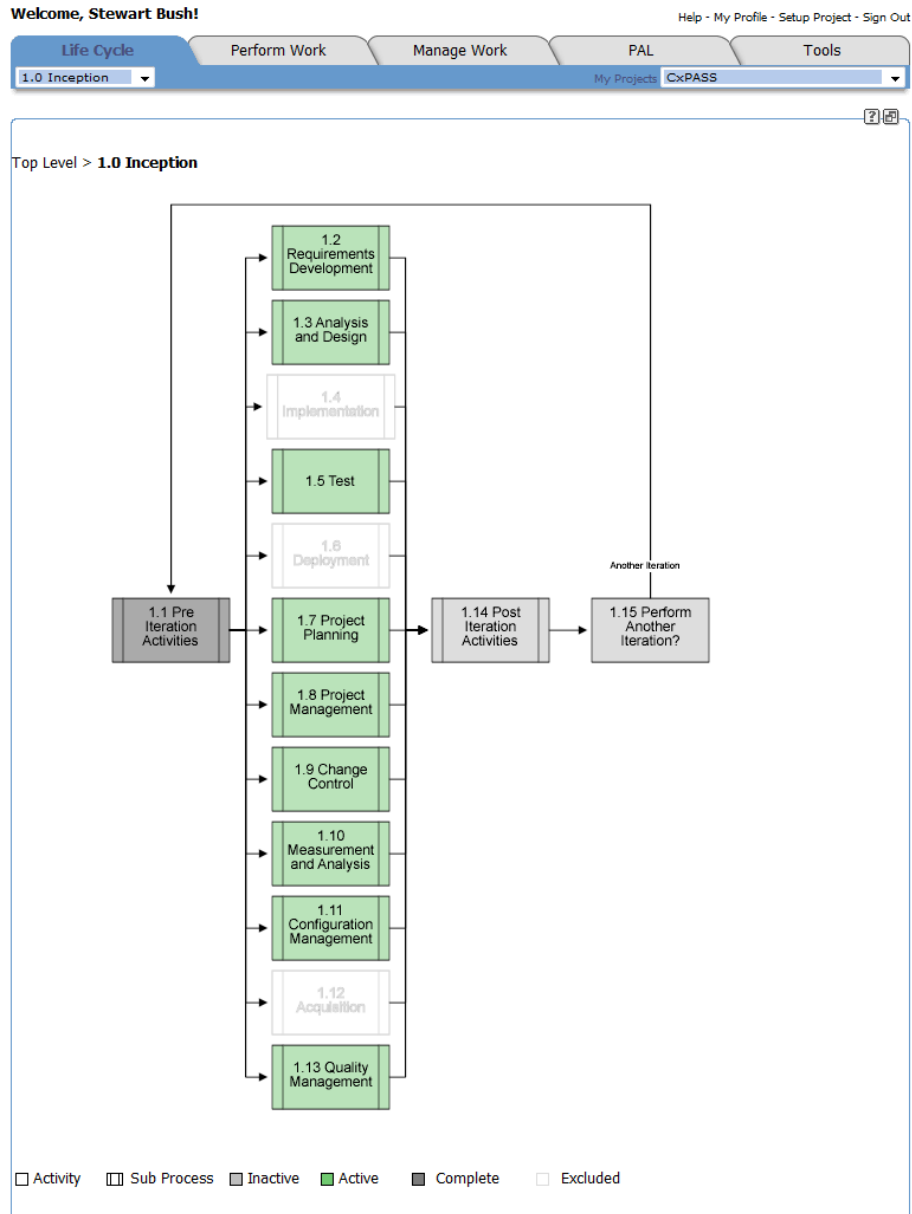 Welcome, Stewart Bush!
Help - My Profile - Setup Project - Sign Out
Life Cycle
Perform Work
Manage Work
PAL
Tools
1.0 Inception
My Projects
CxPASS
?
Top Level > 1.0 Inception
1.2
Requirements
Development
1.3 Analysis
and Design
1.4
Implementation
1.5 Test
1.6
Deployment
Another Iteration
1.1 Pre
Iteration
Activities
1.7 Project
Planning
1.14 Post
Iteration
Activities
1.15 Perform
Another
Iteration?
1.8 Project
Management
1.9 Change
Control
1.10
Measurement
and Analysis
1.11
Configuration
Management
1.12
Acquisition
1.13 Quality
Management
Activity
Sub Process
Inactive
Active
Complete
Excluded